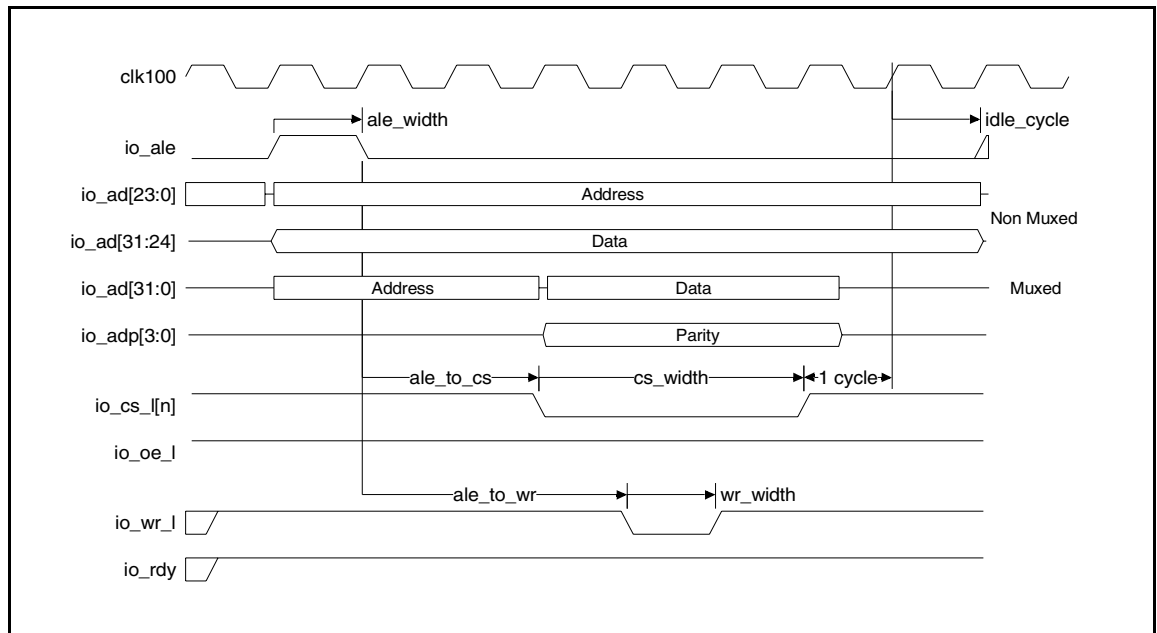 clk100
ale_width
idle_cycle
io_ale
io_ad[23:0]
Address
Non Muxed
io_ad[31:24]
Data
io_ad[31:0]
Address
Data
Muxed
io_adp[3:0]
Parity
ale_to_cs
cs_width
1 cycle
io_cs_l[n]
io_oe_l
ale_to_wr
wr_width
io_wr_l
io_rdy